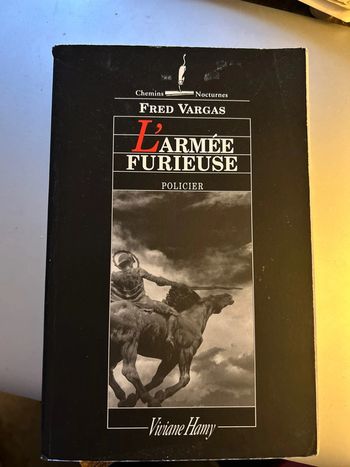 Chemins Nocturnes
FRED VARGAS
L'ARMÉE
FURIEUSE
POLICIER
Viviane Hamy